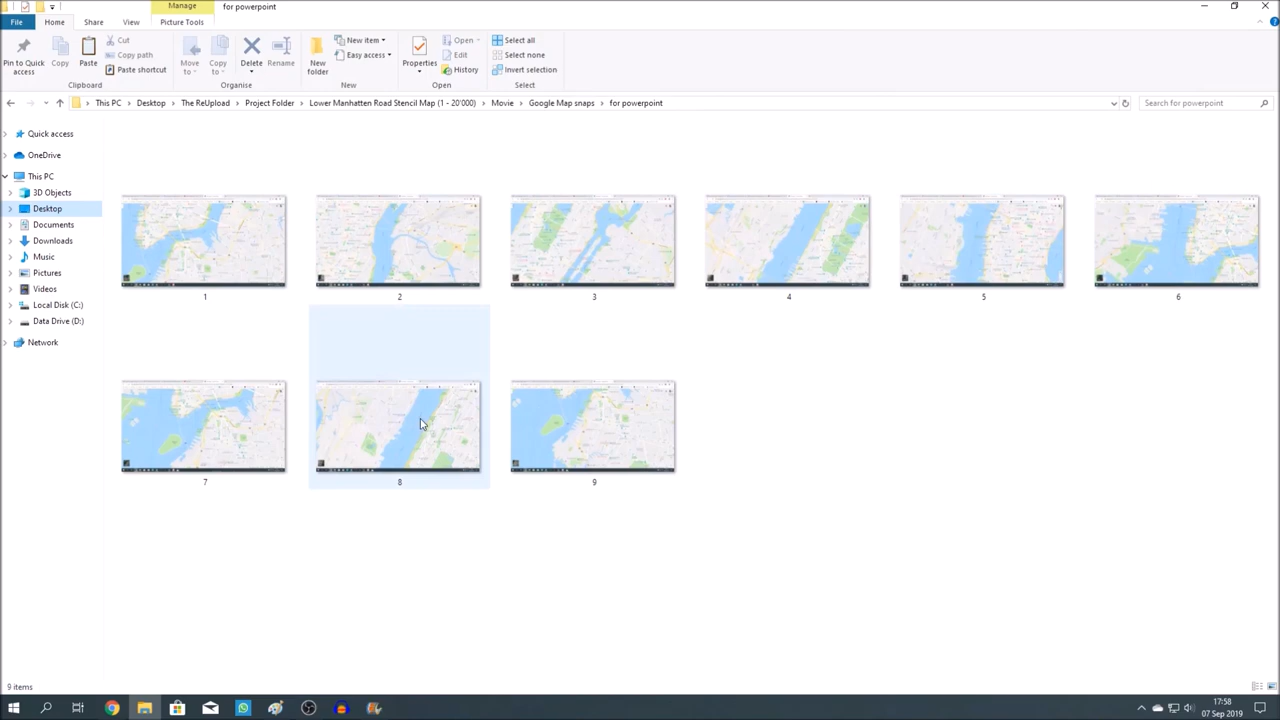 Manage
for powerpoint
File
Home
Share
View
Picture Tools
Pin to Quick access
Copy
Paste
Cut
Copy path
Paste shortcut
Clipboard
Move to
Copy to
Delete
Rename
Organise
New folder
New item
Easy access
New
Properties
Open
Edit
History
Open
Select all
Select none
Invert selection
Select
This PC
Desktop
The ReUpload
Project Folder
Lower Manhatten Road Stencil Map (1 - 20'000)
Movie
Google Map snaps
for powerpoint
Search for powerpoint
Quick access
OneDrive
This PC
3D Objects
Desktop
Documents
Downloads
Music
Pictures
Videos
Local Disk (C:)
Data Drive (D:)
Network
1
2
3
4
5
6
7
8
9
9 items
17:58
07 Sep 2019